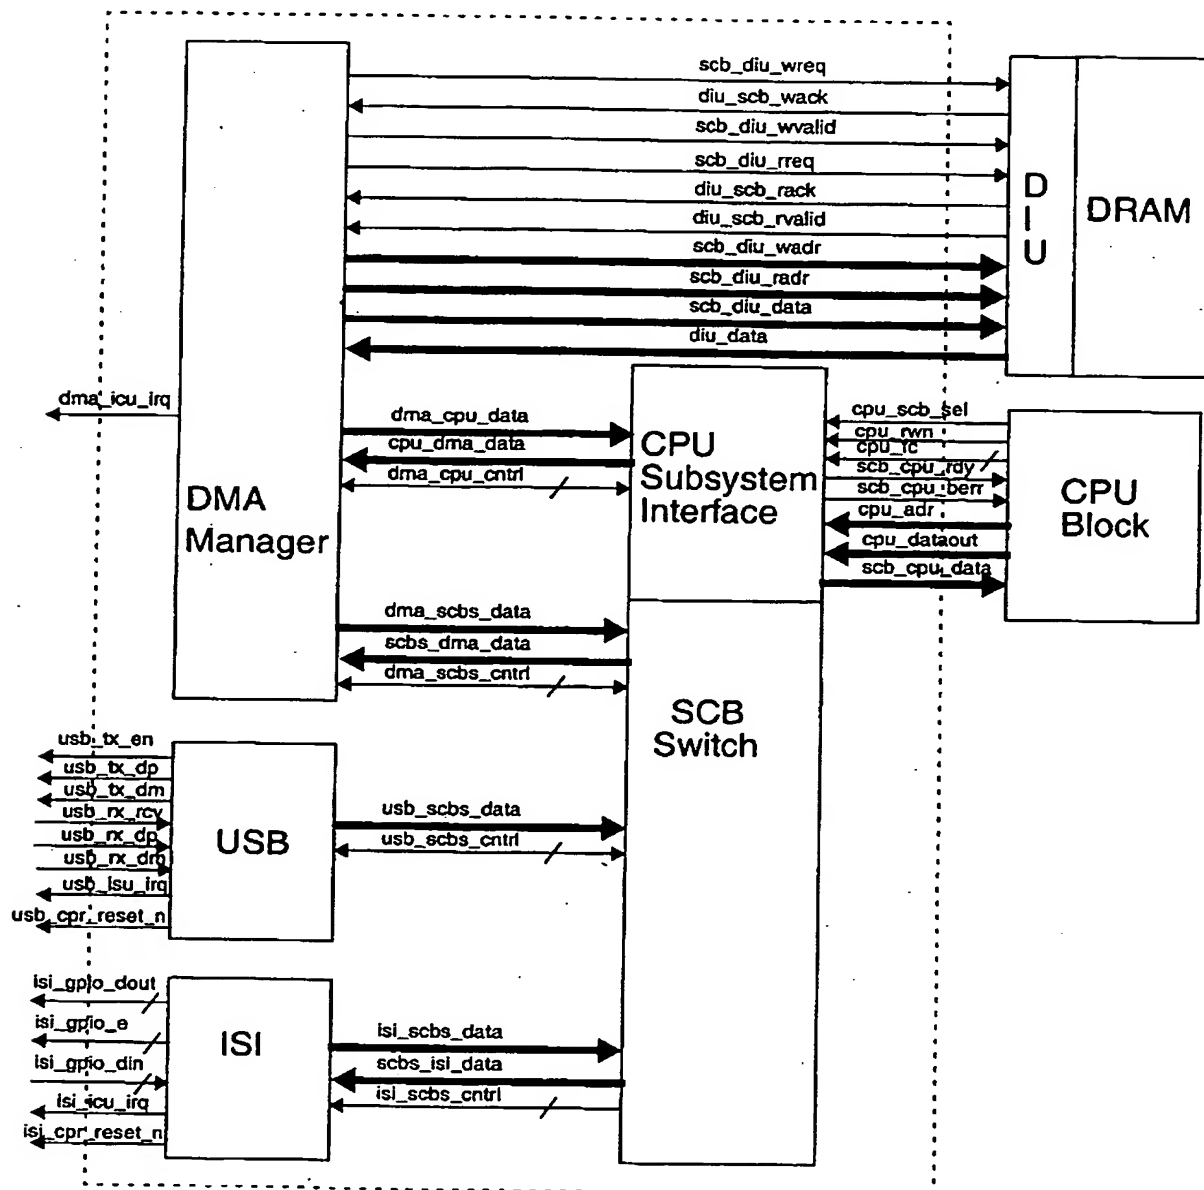 scb_diu_wreq
diu_scb_wack
scb_diu_wvalid
scb_diu_rreq
diu_scb_rack
diu_scb_rvalid
scb_diu_wadr
scb_diu_radr
scb_diu_data
diu_data
D
I
U
DRAM
dma_icu_irq
DMA
Manager
dma_cpu_data
cpu_dma_data
dma_cpu_cntrl
CPU
Subsystem
Interface
cpu_scb_sel
cpu_rwn
cpu_rc
scb_cpu_rdy
scb_cpu_berr
cpu_adr
cpu_dataout
scb_cpu_data
CPU
Block
dma_scbs_data
scbs_dma_data
dma_scbs_cntrl
SCB
Switch
usb_tx_en
usb_tx_dp
usb_tx_dm
usb_rx_rcv
usb_rx_dp
usb_rx_dm
usb_isu_irq
usb_cpr_reset_n
USB
usb_scbs_data
usb_scbs_cntrl
isi_gpio_dout
isi_gpio_e
isi_gpio_din
isi_icu_irq
isi_cpr_reset_n
ISI
isi_scbs_data
scbs_isi_data
isi_scbs_cntrl